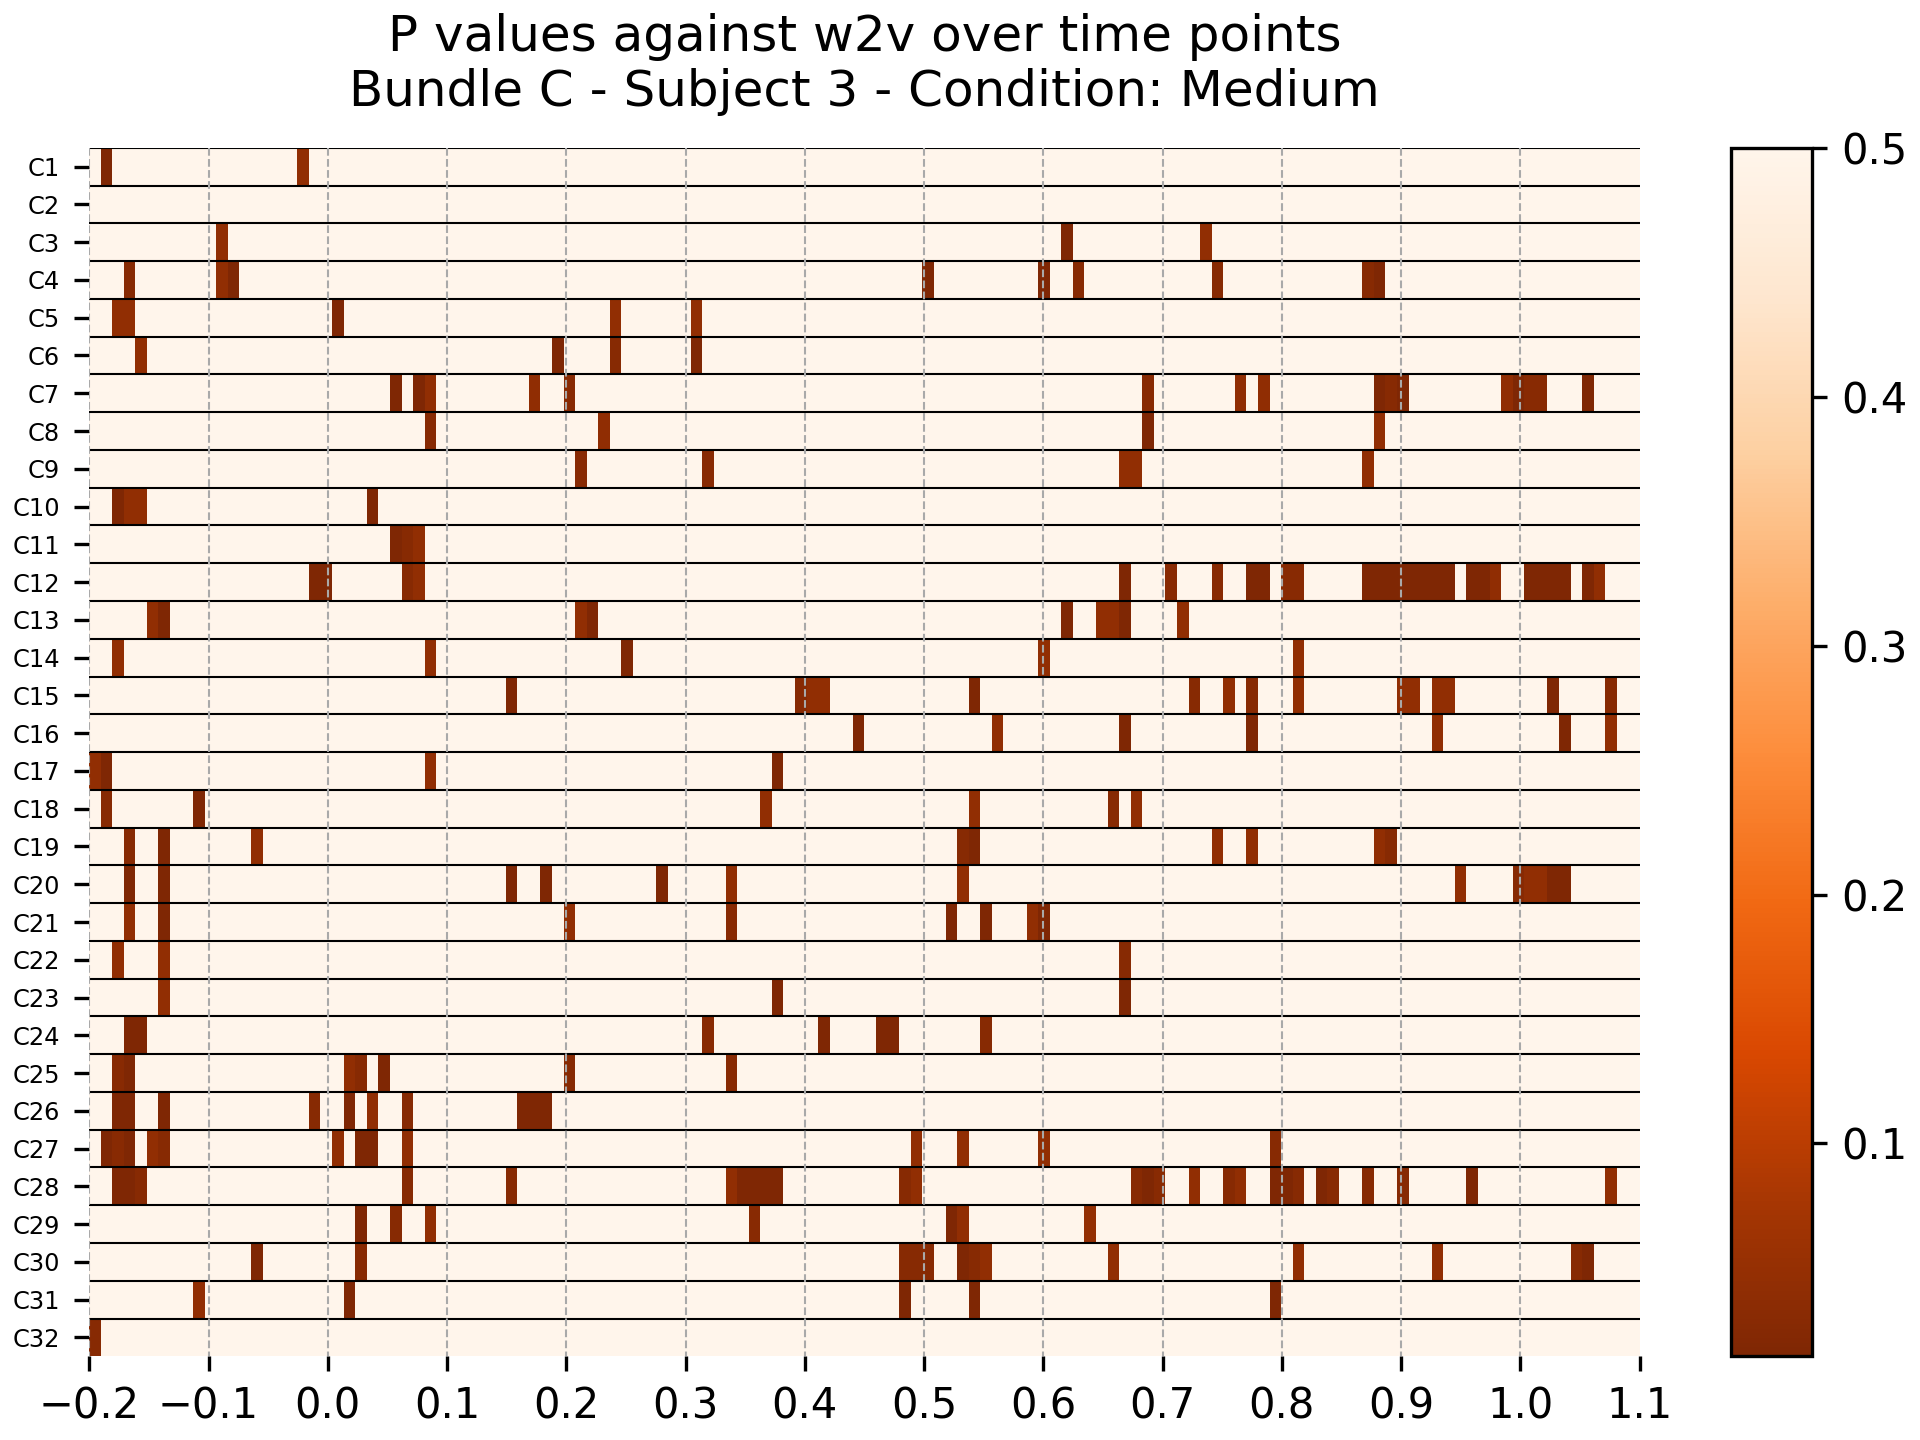 P values against w2v over time points
Bundle C - Subject 3 - Condition: Medium
C1
C2
C3
C4
C5
C6
C7
C8
C9
C10
C11
C12
C13
C14
C15
C16
C17
C18
C19
C20
C21
C22
C23
C24
C25
C26
C27
C28
C29
C30
C31
C32
−0.2 −0.1 0.0 0.1 0.2 0.3 0.4 0.5 0.6 0.7 0.8 0.9 1.0 1.1
0.5
0.4
0.3
0.2
0.1